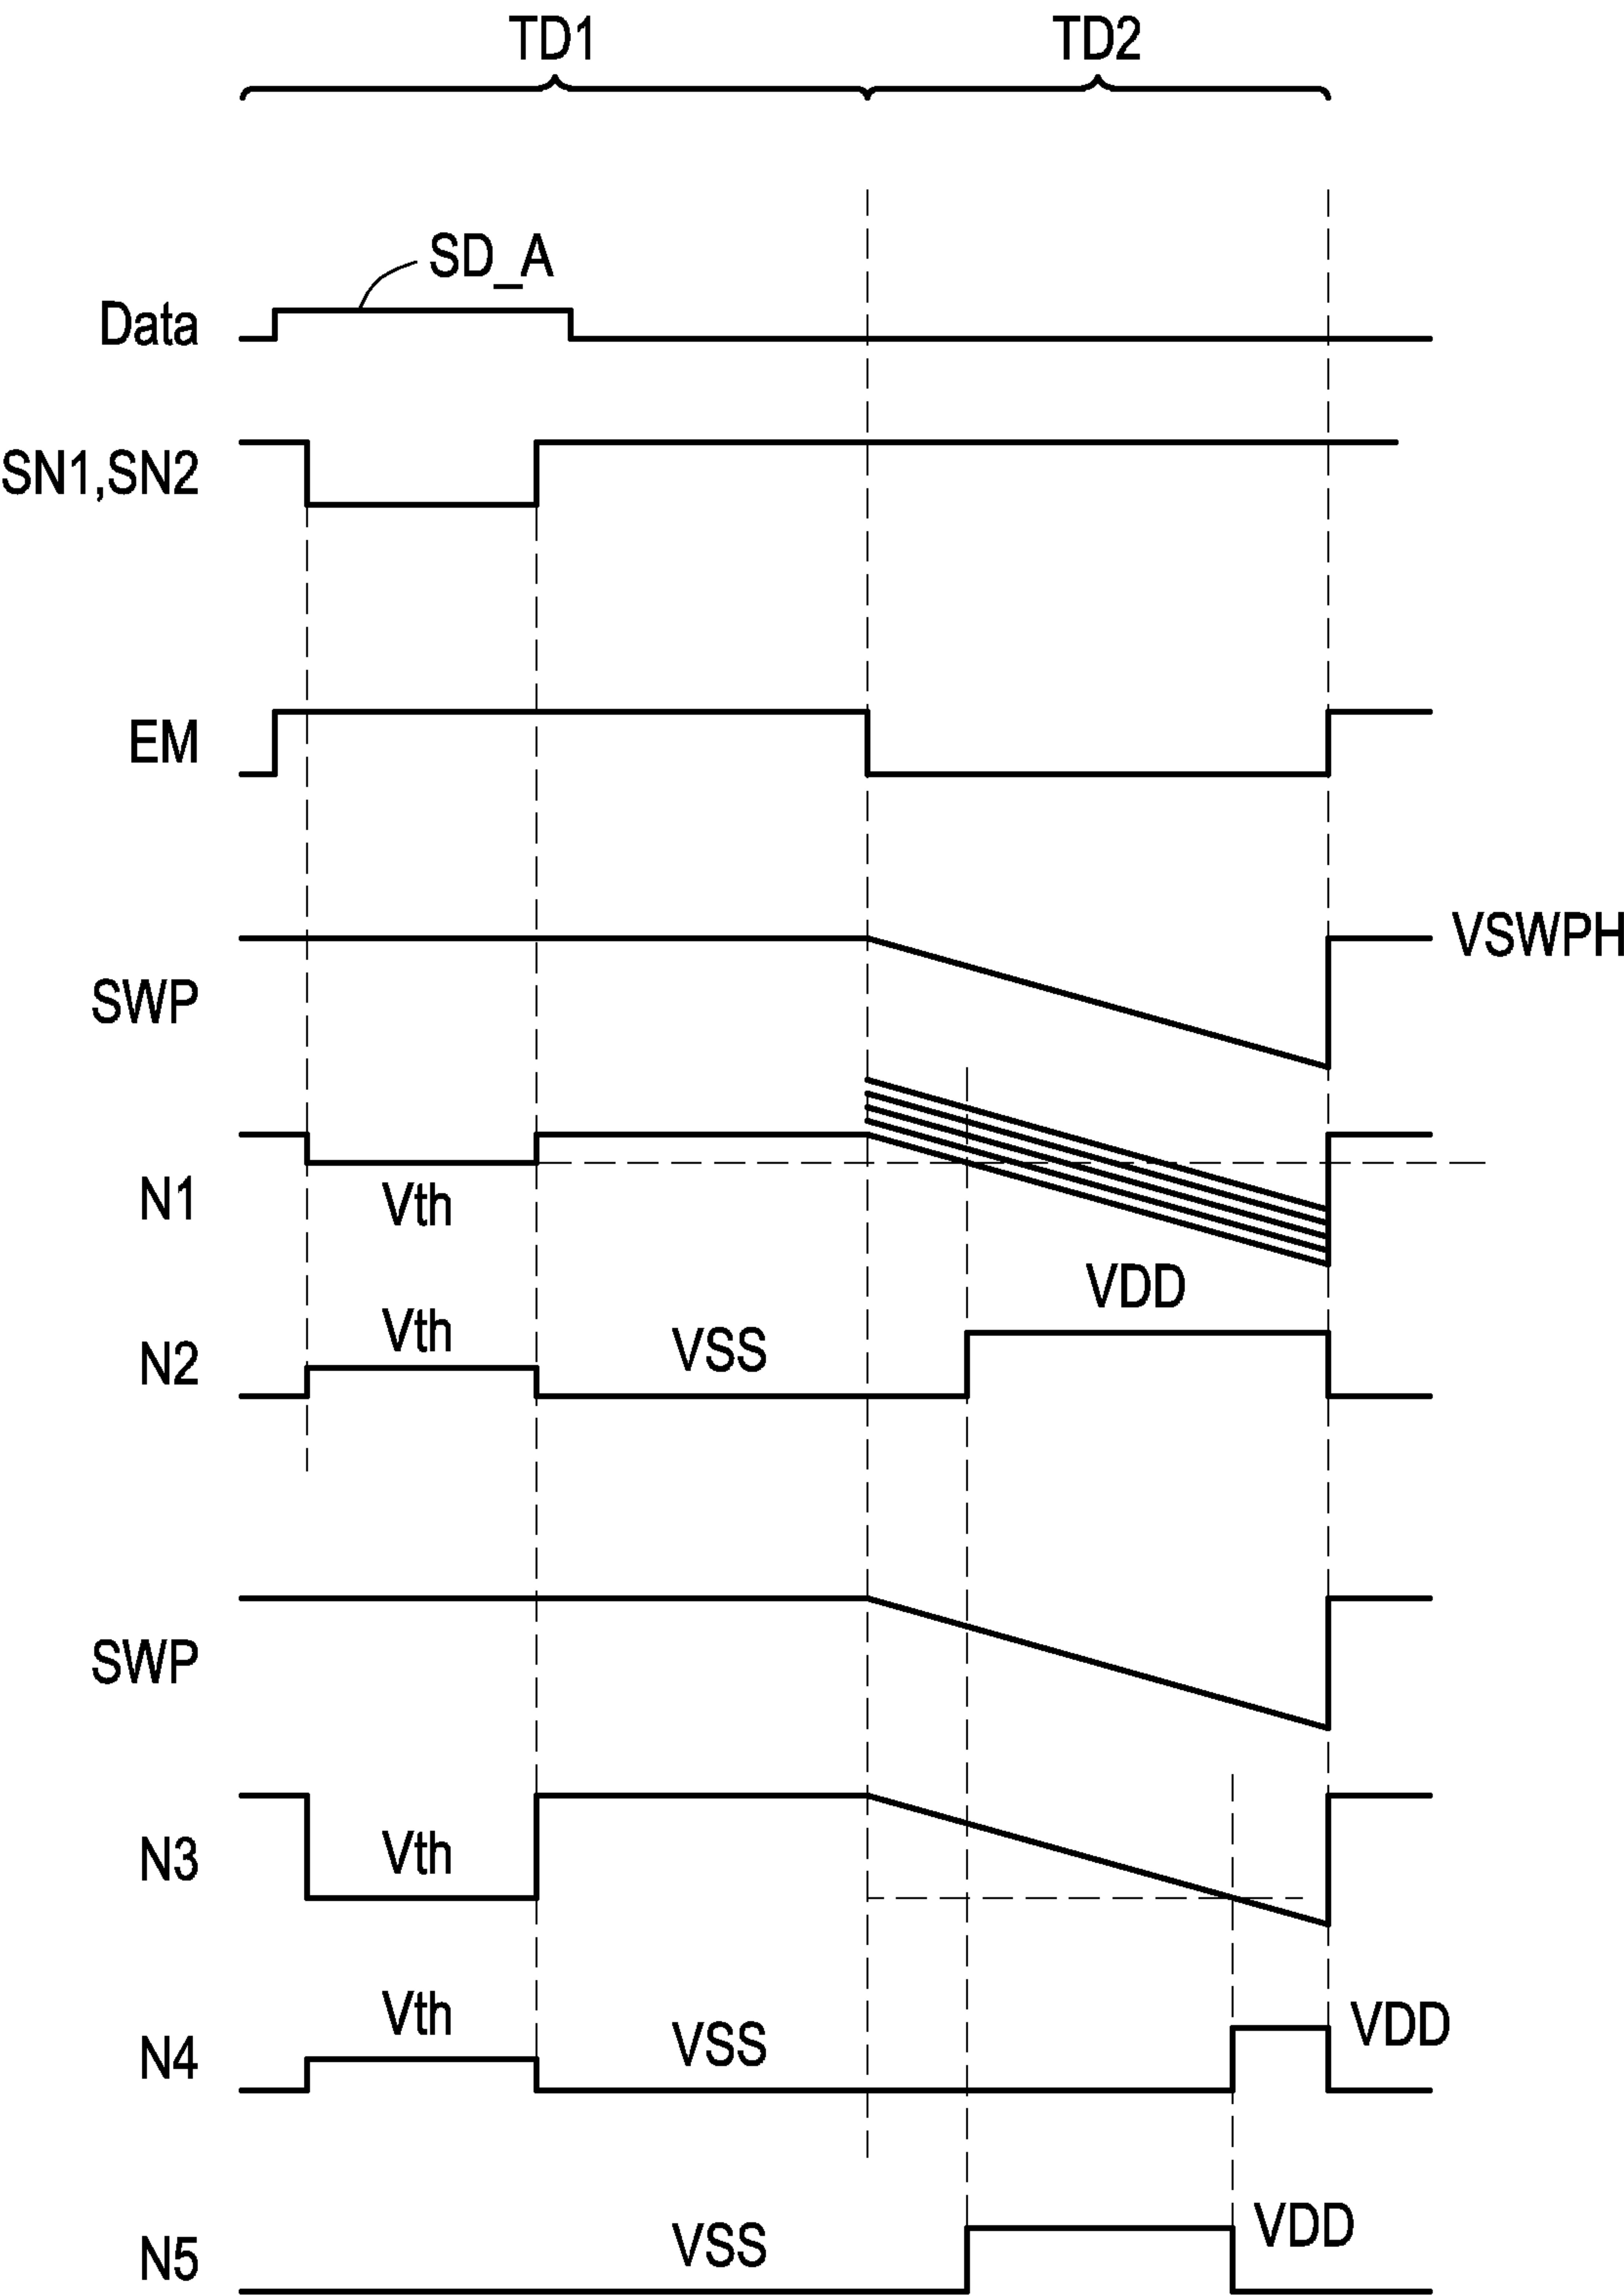 TD1 TD2
SD_A
Data
SN1,SN2
EM
VSWPH
SWP
N1
Vth
VDD
Vth
VSS
N2
SWP
Vth
N3
Vth
VSS
VDD
N4
VSS
VDD
N5